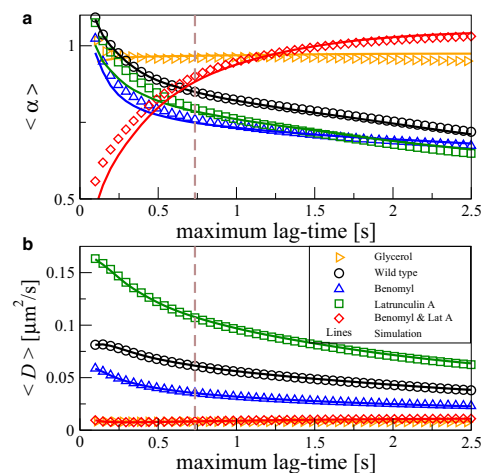 a
1
< α >
0.5
0 0.5 1 1.5 2 2.5
maximum lag-time [s]
b
0.15
0.1
0.05
0
< D > [μm²/s]
Glycerol
Wild type
Benomyl
Latrunculin A
Benomyl & Lat A
Lines Simulation
0 0.5 1 1.5 2 2.5
maximum lag-time [s]